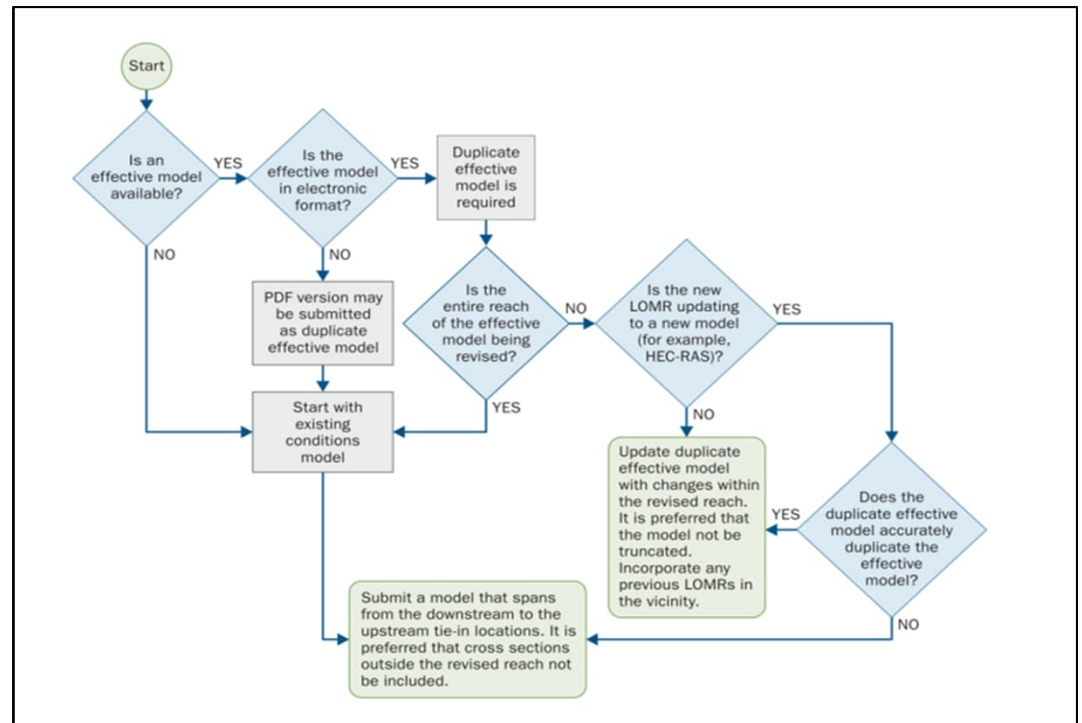 Start
Is an
effective model
available?
YES
NO
Is the
effective model
in electronic
format?
YES
NO
Duplicate
effective
model is
required
PDF version may
be submitted
as duplicate
effective model
Is the
entire reach
of the effective
model being
revised?
NO
YES
Is the new
LOMR updating
to a new model
(for example,
HEC-RAS)?
YES
NO
Start with
existing
conditions
model
Update duplicate
effective model
with changes within
the revised reach.
It is preferred that
the model not be
truncated.
Incorporate any
previous LOMRs in
the vicinity.
Does the
duplicate effective
model accurately
duplicate the
effective
model?
YES
NO
Submit a model that spans
from the downstream to the
upstream tie-in locations. It is
preferred that cross sections
outside the revised reach not
be included.